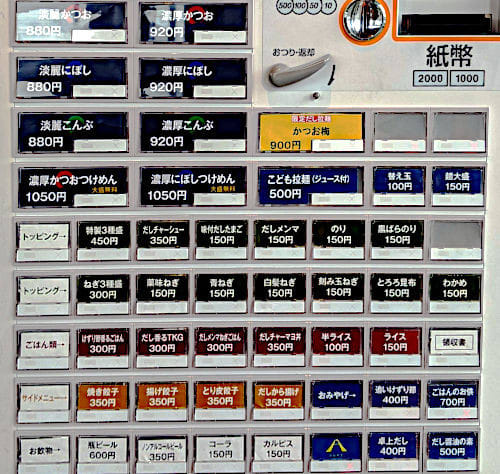 500 100 50 10
淡麗かつお 880円
濃厚かつお 920円
おつり・返却
紙幣
2000 1000
淡麗にぼし 880円
濃厚にぼし 920円
淡麗こんぶ 880円
濃厚こんぶ 920円
限定だし拉麺 かつお梅 900円
濃厚かつおつけめん 大盛無料 1050円
濃厚にぼしつけめん 大盛無料 1050円
こども拉麺(ジュース付) 500円
替え玉 100円
麺大盛 150円
トッピング→
特製3種盛 450円
だしチャーシュー 350円
味付だしたまご 150円
だしメンマ 150円
のり 150円
黒ばらのり 150円
トッピング→
ねぎ3種盛 300円
薬味ねぎ 150円
青ねぎ 150円
白髪ねぎ 150円
刻み玉ねぎ 150円
とろろ昆布 150円
わかめ 150円
ごはん類→
けずり節香るごはん 300円
だし香るTKG 300円
だしメンマねぎごはん 300円
だしチャーマヨ丼 350円
半ライス 100円
ライス 150円
領収書
サイドメニュー→
焼き餃子 350円
揚げ餃子 350円
とり皮餃子 350円
だしから揚げ 350円
おみやげ→
追いけずり節 400円
ごはんのお供 700円
お飲物→
瓶ビール 600円
ノンアルコールビール 350円
コーラ 150円
カルピス 150円
卓上だし 400円
だし醤油の素 500円